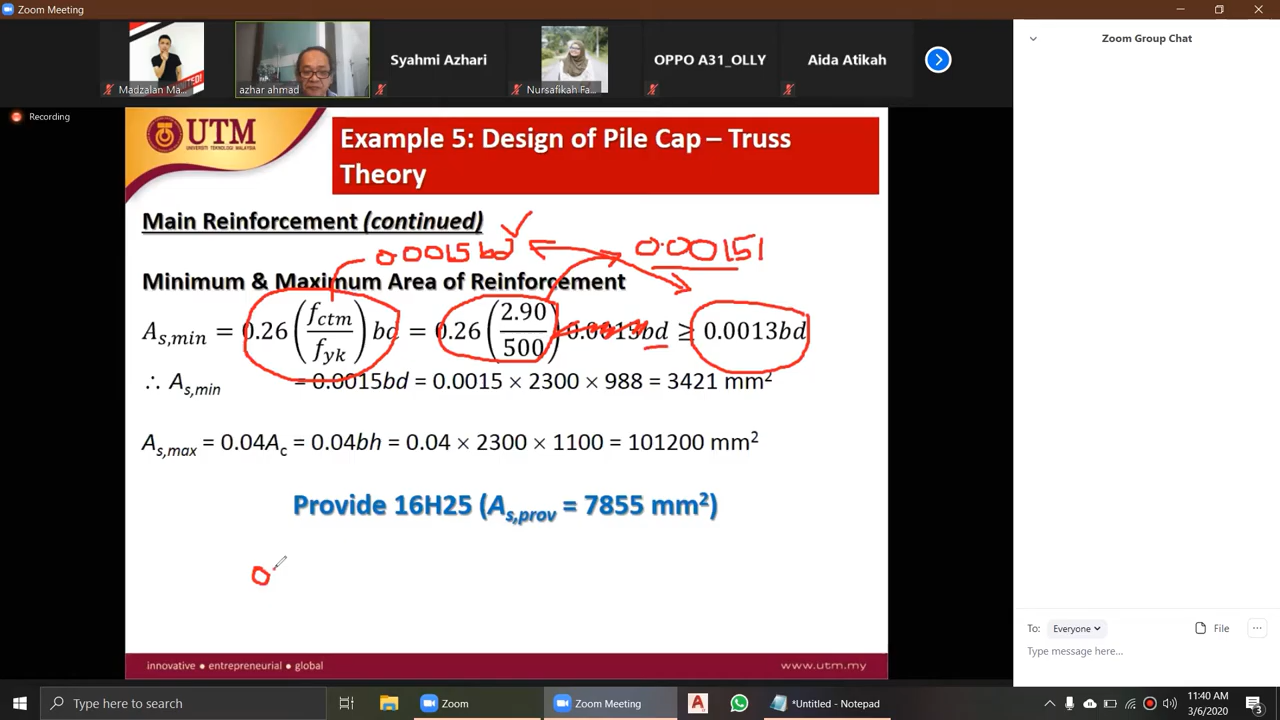 Zoom Meeting
Madzalan Ma...
azhar ahmad
Syahmi Azhari
Nursafikah Fa...
OPPO A31_OLLY
Aida Atikah
Recording
Zoom Group Chat
UTM
UNIVERSITI TEKNOLOGI MALAYSIA
Example 5: Design of Pile Cap – Truss
Theory
Main Reinforcement (continued)
0.0015 bd ✓ 0.00151
Minimum & Maximum Area of Reinforcement
A_s,min = 0.26 (f_ctm / f_yk) bd = 0.26 (2.90 / 500) 0.0015bd ≥ 0.0013bd
∴ A_s,min = 0.0015bd = 0.0015 × 2300 × 988 = 3421 mm²
A_s,max = 0.04A_c = 0.04bh = 0.04 × 2300 × 1100 = 101200 mm²
Provide 16H25 (A_s,prov = 7855 mm²)
0
innovative ● entrepreneurial ● global
www.utm.my
To: Everyone
File
...
Type message here...
Type here to search
Zoom
Zoom Meeting
*Untitled - Notepad
11:40 AM
3/6/2020
3